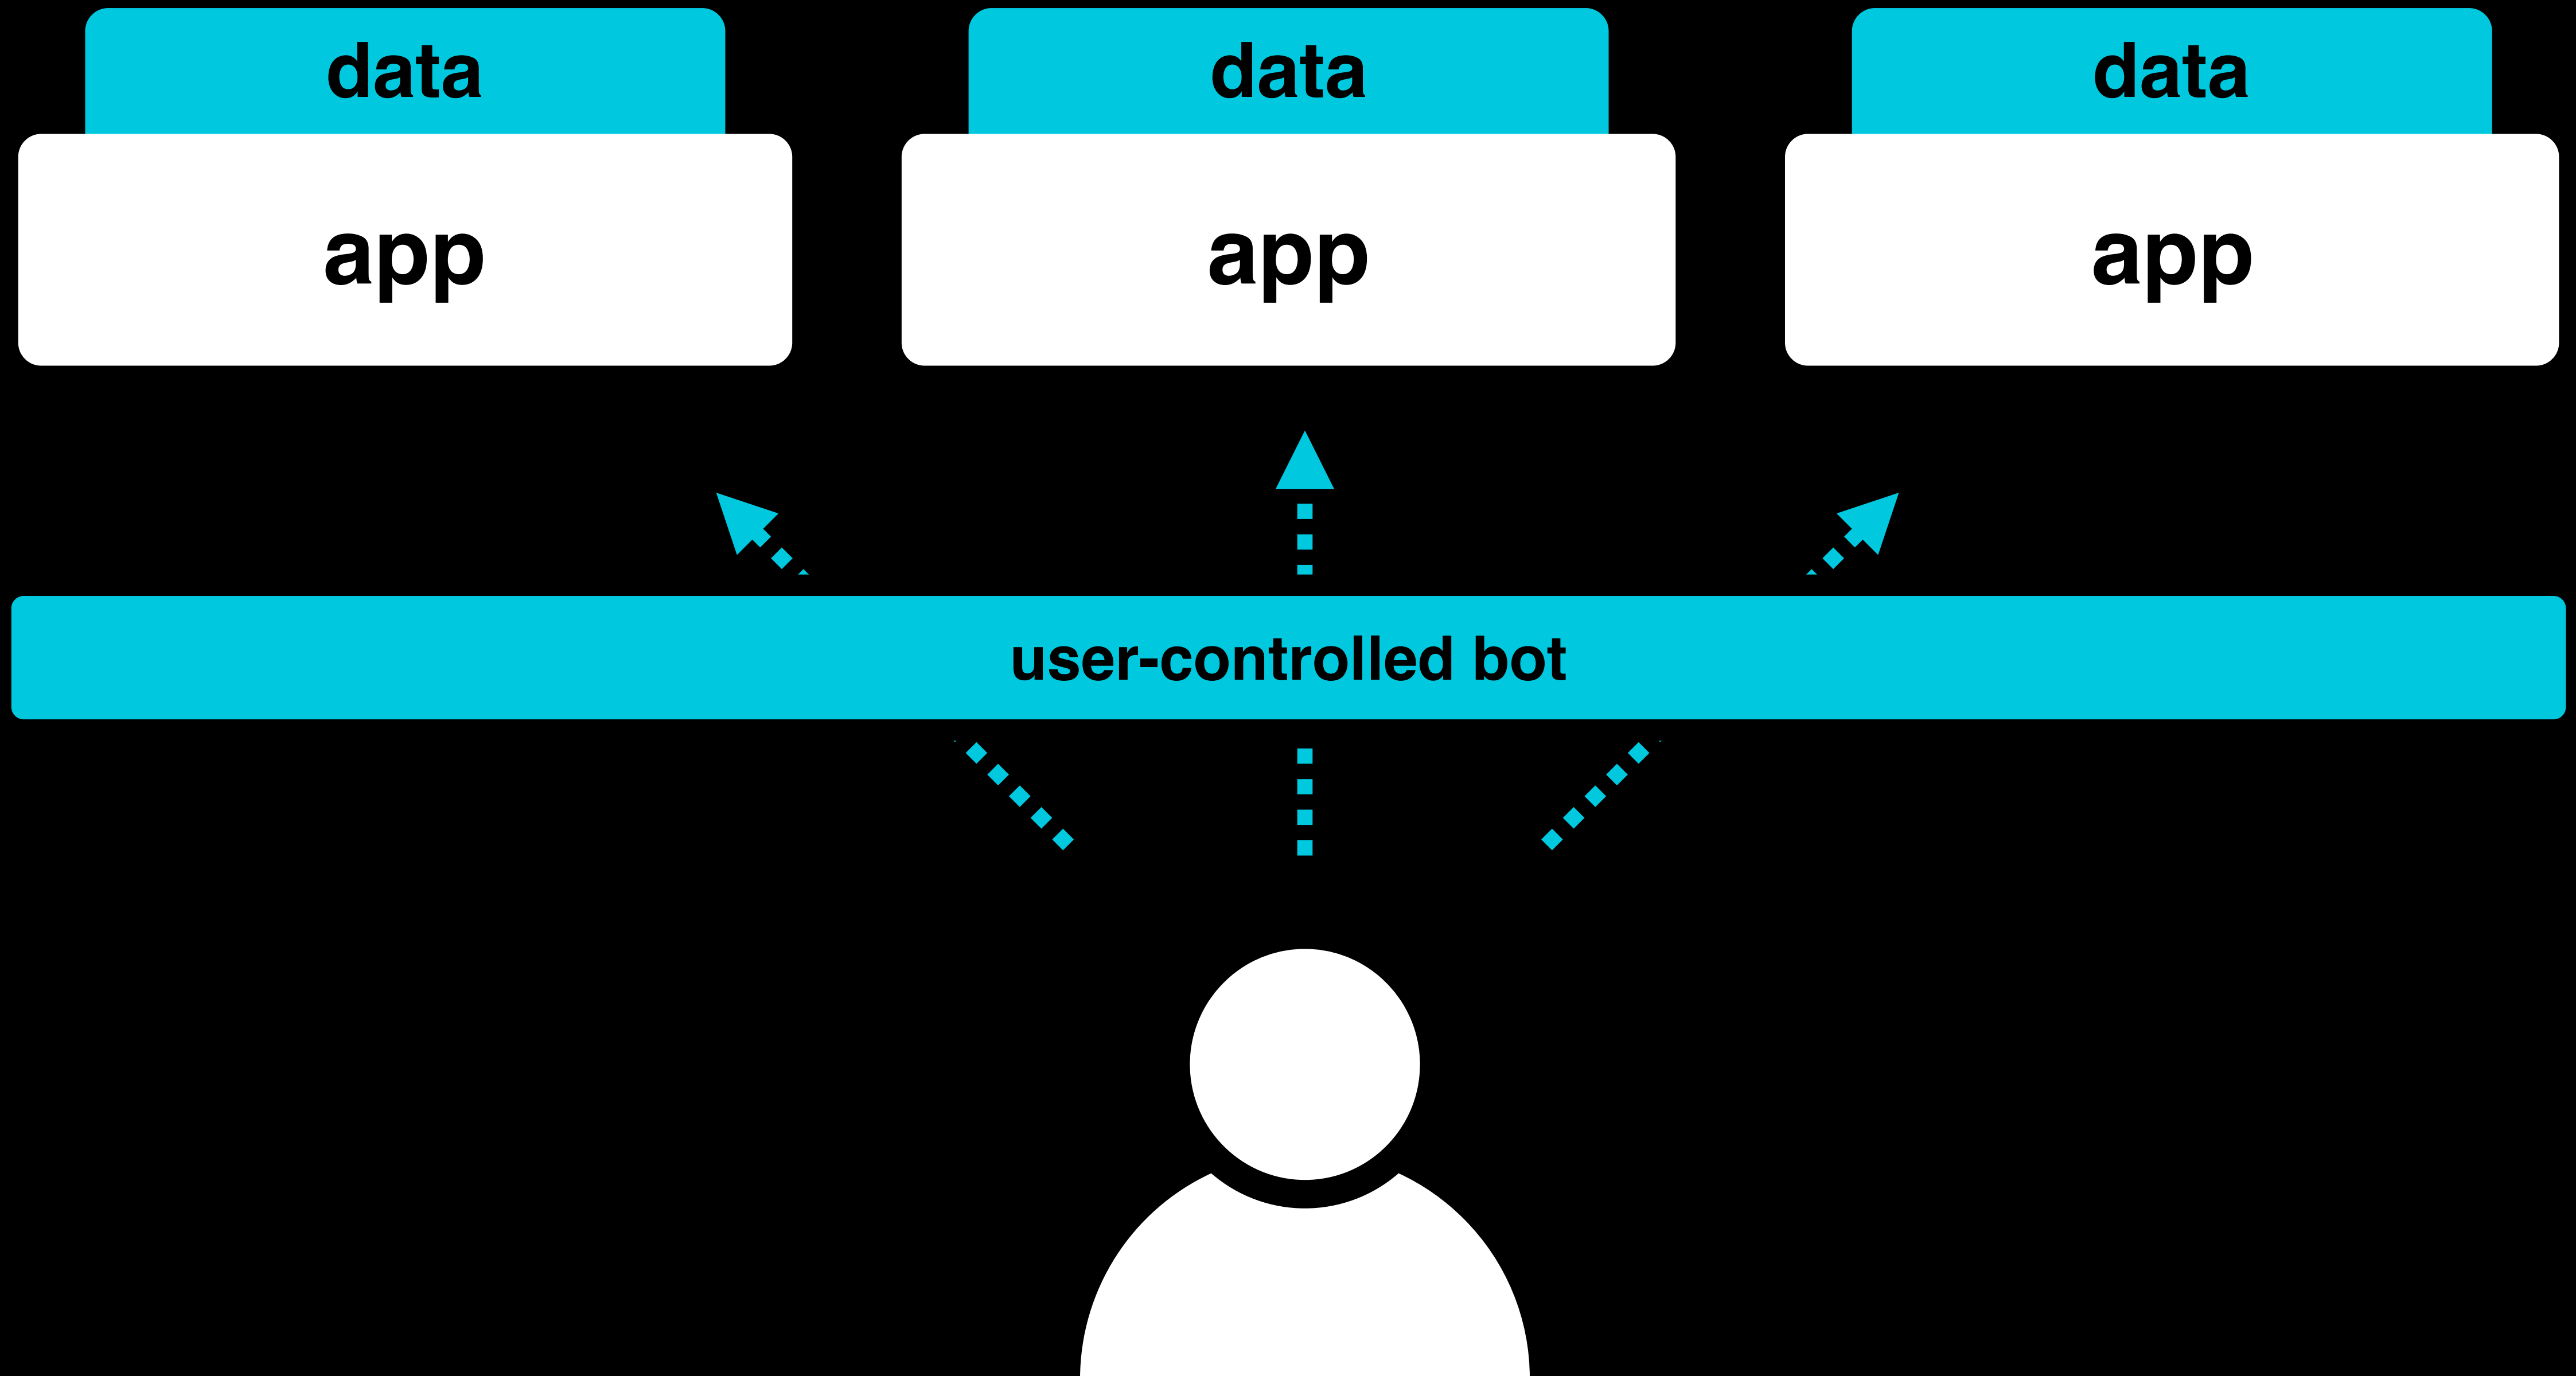 data
data
data
app
app
app
user-controlled bot